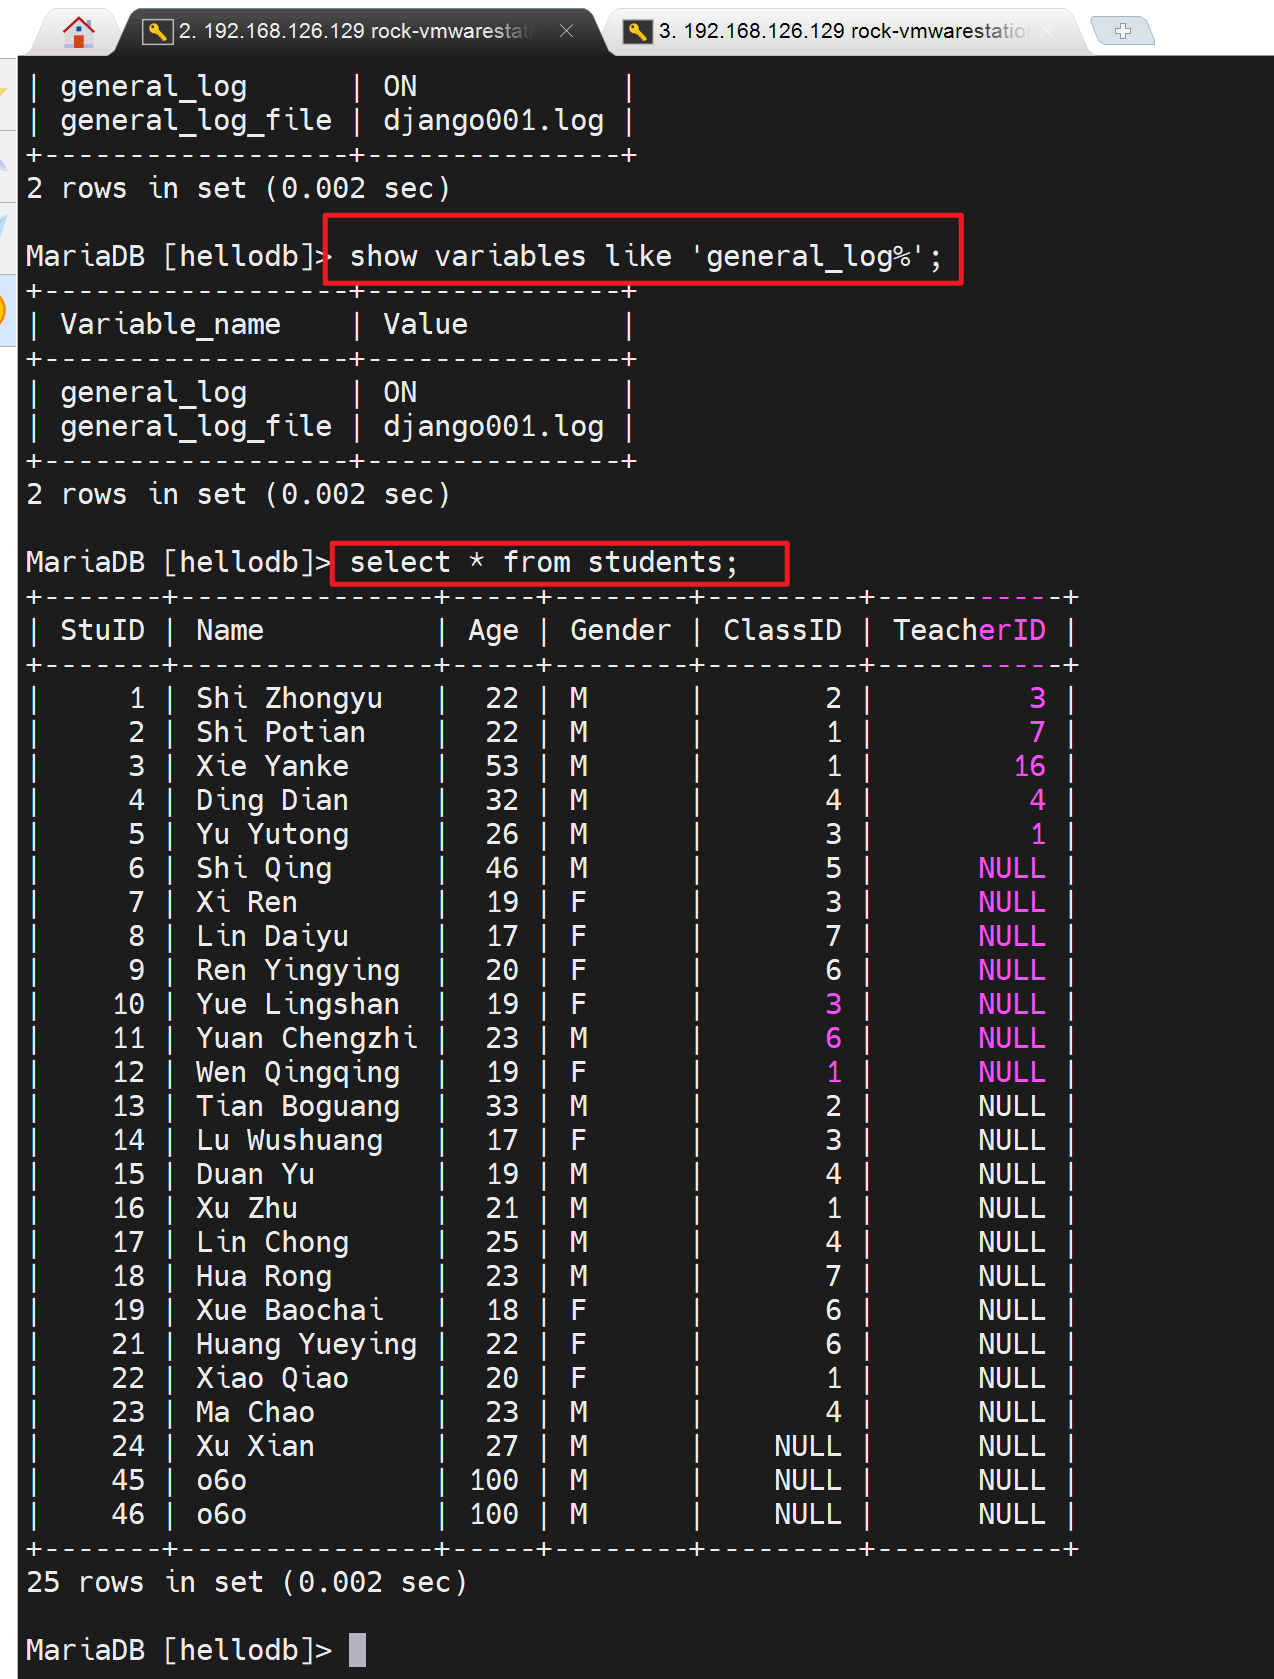 2. 192.168.126.129 rock-vmwarestati
3. 192.168.126.129 rock-vmwarestatio
| general_log      | ON            |
| general_log_file | django001.log |
+------------------+---------------+
2 rows in set (0.002 sec)
MariaDB [hellodb]> show variables like 'general_log%';
+------------------+---------------+
| Variable_name    | Value         |
+------------------+---------------+
| general_log      | ON            |
| general_log_file | django001.log |
+------------------+---------------+
2 rows in set (0.002 sec)
MariaDB [hellodb]> select * from students;
+-------+---------------+-----+--------+---------+-----------+
| StuID | Name          | Age | Gender | ClassID | TeacherID |
+-------+---------------+-----+--------+---------+-----------+
|     1 | Shi Zhongyu   |  22 | M      |       2 |         3 |
|     2 | Shi Potian    |  22 | M      |       1 |         7 |
|     3 | Xie Yanke     |  53 | M      |       1 |        16 |
|     4 | Ding Dian     |  32 | M      |       4 |         4 |
|     5 | Yu Yutong     |  26 | M      |       3 |         1 |
|     6 | Shi Qing      |  46 | M      |       5 |      NULL |
|     7 | Xi Ren        |  19 | F      |       3 |      NULL |
|     8 | Lin Daiyu     |  17 | F      |       7 |      NULL |
|     9 | Ren Yingying  |  20 | F      |       6 |      NULL |
|    10 | Yue Lingshan  |  19 | F      |       3 |      NULL |
|    11 | Yuan Chengzhi |  23 | M      |       6 |      NULL |
|    12 | Wen Qingqing  |  19 | F      |       1 |      NULL |
|    13 | Tian Boguang  |  33 | M      |       2 |      NULL |
|    14 | Lu Wushuang   |  17 | F      |       3 |      NULL |
|    15 | Duan Yu       |  19 | M      |       4 |      NULL |
|    16 | Xu Zhu        |  21 | M      |       1 |      NULL |
|    17 | Lin Chong     |  25 | M      |       4 |      NULL |
|    18 | Hua Rong      |  23 | M      |       7 |      NULL |
|    19 | Xue Baochai   |  18 | F      |       6 |      NULL |
|    21 | Huang Yueying |  22 | F      |       6 |      NULL |
|    22 | Xiao Qiao     |  20 | F      |       1 |      NULL |
|    23 | Ma Chao       |  23 | M      |       4 |      NULL |
|    24 | Xu Xian       |  27 | M      |    NULL |      NULL |
|    45 | o6o           | 100 | M      |    NULL |      NULL |
|    46 | o6o           | 100 | M      |    NULL |      NULL |
+-------+---------------+-----+--------+---------+-----------+
25 rows in set (0.002 sec)
MariaDB [hellodb]>